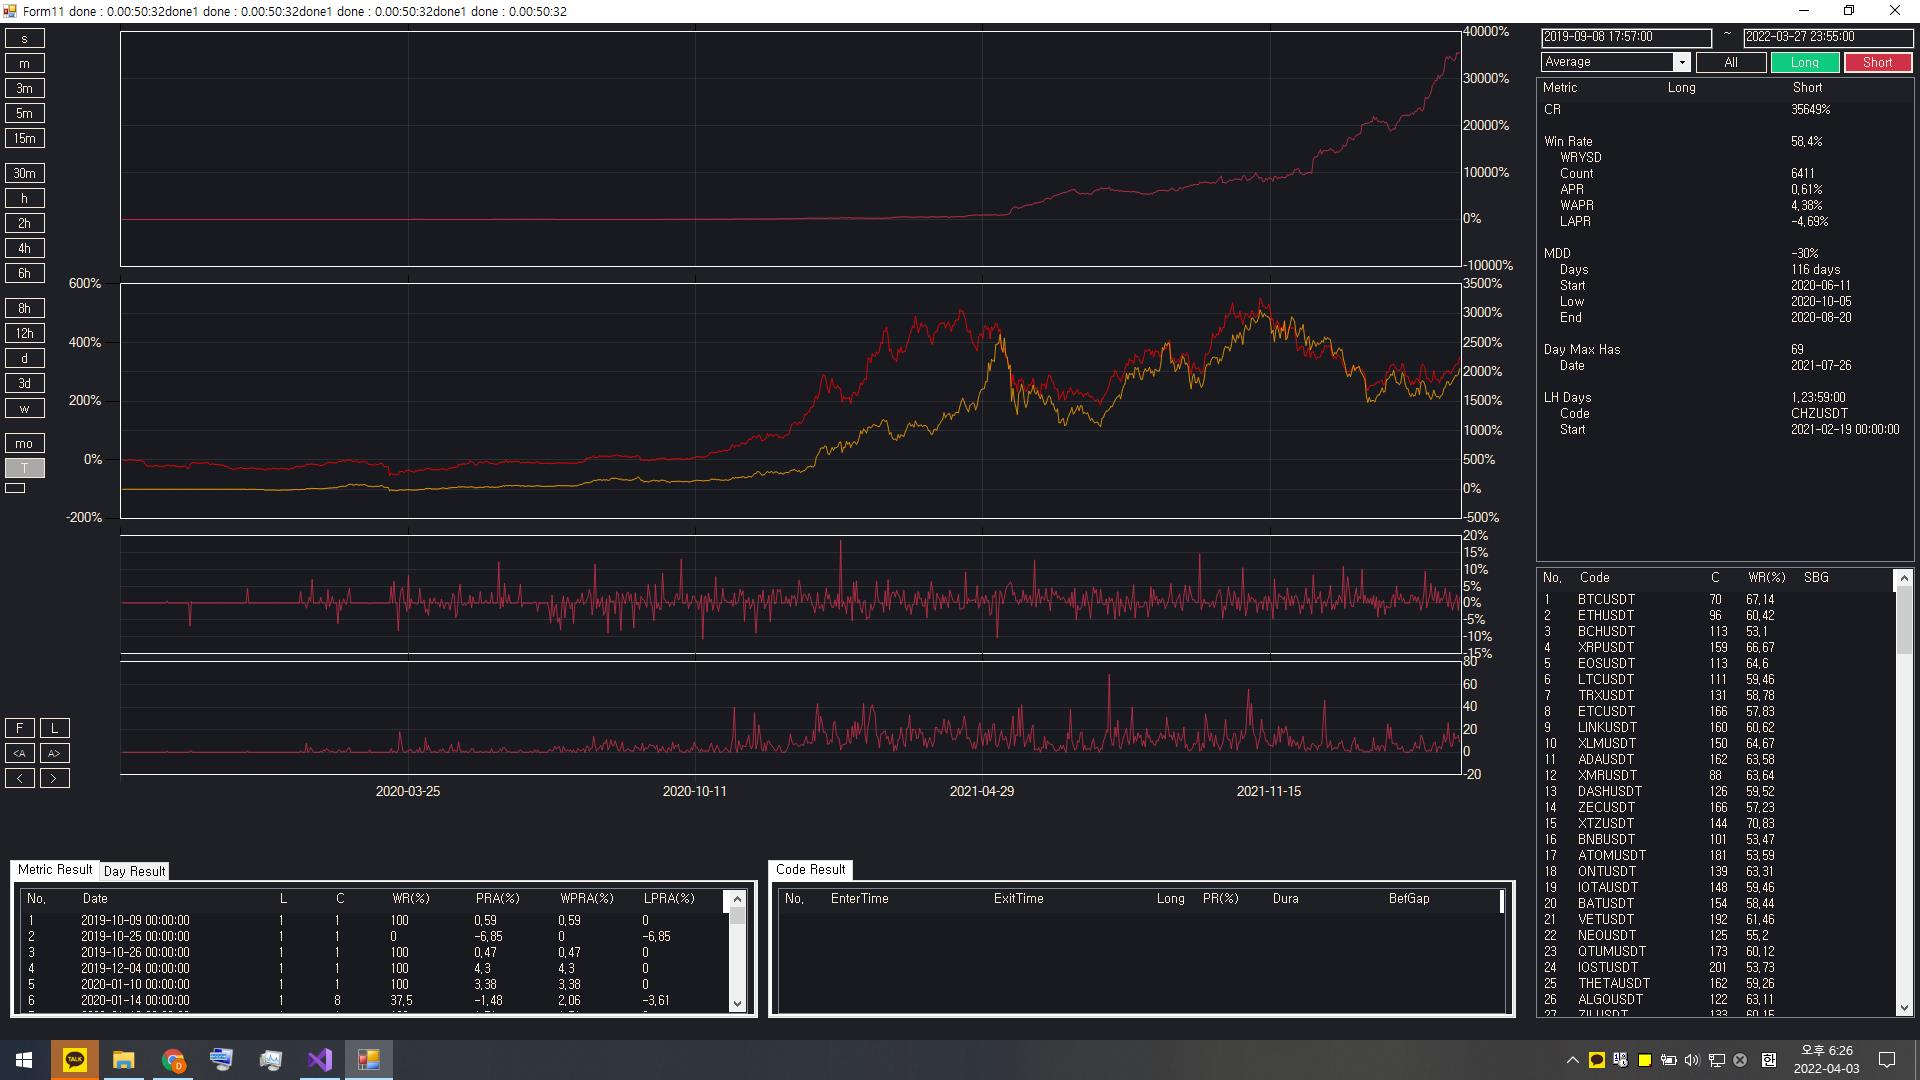 Form11 done : 0.00:50:32done1 done : 0.00:50:32done1 done : 0.00:50:32done1 done : 0.00:50:32
s
m
3m
5m
15m
30m
h
2h
4h
6h
8h
12h
d
3d
w
mo
T
F L
<A A>
< >
40000%
30000%
20000%
10000%
0%
-10000%
600%
400%
200%
0%
-200%
3500%
3000%
2500%
2000%
1500%
1000%
500%
0%
-500%
20%
15%
10%
5%
0%
-5%
-10%
-15%
80
60
40
20
0
-20
2020-03-25 2020-10-11 2021-04-29 2021-11-15
2019-09-08 17:57:00 ~ 2022-03-27 23:55:00
Average All Long Short
Metric Long Short
CR 35649%
Win Rate 58,4%
WRYSD
Count 6411
APR 0,61%
WAPR 4,38%
LAPR -4,69%
MDD -30%
Days 116 days
Start 2020-06-11
Low 2020-10-05
End 2020-08-20
Day Max Has 69
Date 2021-07-26
LH Days 1,23:59:00
Code CHZUSDT
Start 2021-02-19 00:00:00
No, Code C WR(%) SBG
1 BTCUSDT 70 67,14
2 ETHUSDT 96 60,42
3 BCHUSDT 113 53,1
4 XRPUSDT 159 66,67
5 EOSUSDT 113 64,6
6 LTCUSDT 111 59,46
7 TRXUSDT 131 58,78
8 ETCUSDT 166 57,83
9 LINKUSDT 160 60,62
10 XLMUSDT 150 64,67
11 ADAUSDT 162 63,58
12 XMRUSDT 88 63,64
13 DASHUSDT 126 59,52
14 ZECUSDT 166 57,23
15 XTZUSDT 144 70,83
16 BNBUSDT 101 53,47
17 ATOMUSDT 181 53,59
18 ONTUSDT 139 63,31
19 IOTAUSDT 148 59,46
20 BATUSDT 154 58,44
21 VETUSDT 192 61,46
22 NEOUSDT 125 55,2
23 QTUMUSDT 173 60,12
24 IOSTUSDT 201 53,73
25 THETAUSDT 162 59,26
26 ALGOUSDT 122 63,11
27 ZILUSDT 133 60,15
Metric Result Day Result
No, Date L C WR(%) PRA(%) WPRA(%) LPRA(%)
1 2019-10-09 00:00:00 1 1 100 0,59 0,59 0
2 2019-10-25 00:00:00 1 1 0 -6,85 0 -6,85
3 2019-10-26 00:00:00 1 1 100 0,47 0,47 0
4 2019-12-04 00:00:00 1 1 100 4,3 4,3 0
5 2020-01-10 00:00:00 1 1 100 3,38 3,38 0
6 2020-01-14 00:00:00 1 8 37,5 -1,48 2,06 -3,61
Code Result
No, EnterTime ExitTime Long PR(%) Dura BefGap
TALK
오후 6:26
2022-04-03